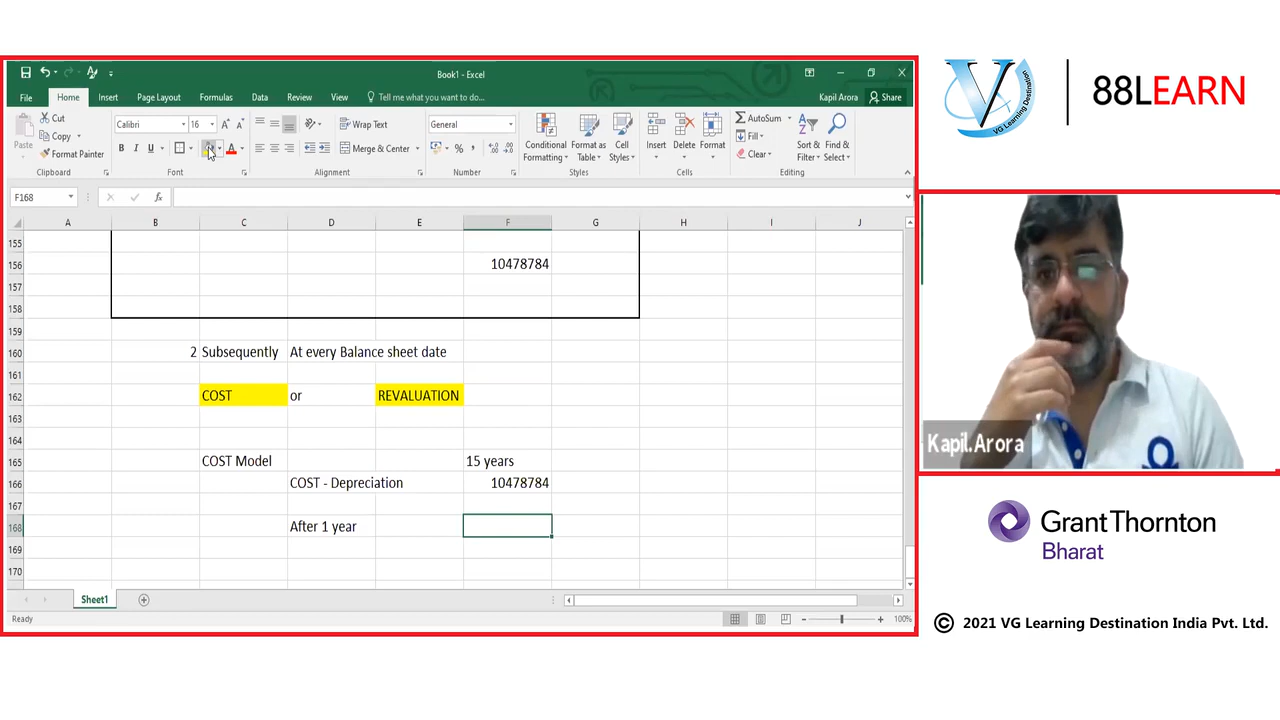 Book1 - Excel
File Home Insert Page Layout Formulas Data Review View Tell me what you want to do... Kapil Arora Share
Paste Cut Copy Format Painter Clipboard
Calibri 16 B I U Font
Wrap Text Merge & Center Alignment
General % Number
Conditional Formatting Format as Table Cell Styles Styles
Insert Delete Format Cells
AutoSum Fill Clear Sort & Filter Find & Select Editing
F168 fx
A B C D E F G H I J
155
156 10478784
157
158
159
160 2 Subsequently At every Balance sheet date
161
162 COST or REVALUATION
163
164
165 COST Model 15 years
166 COST - Depreciation 10478784
167
168 After 1 year
169
170
Sheet1
Ready 100%
V
VG Learning Destination
88LEARN
Kapil.Arora
GrantThornton
Bharat
© 2021 VG Learning Destination India Pvt. Ltd.